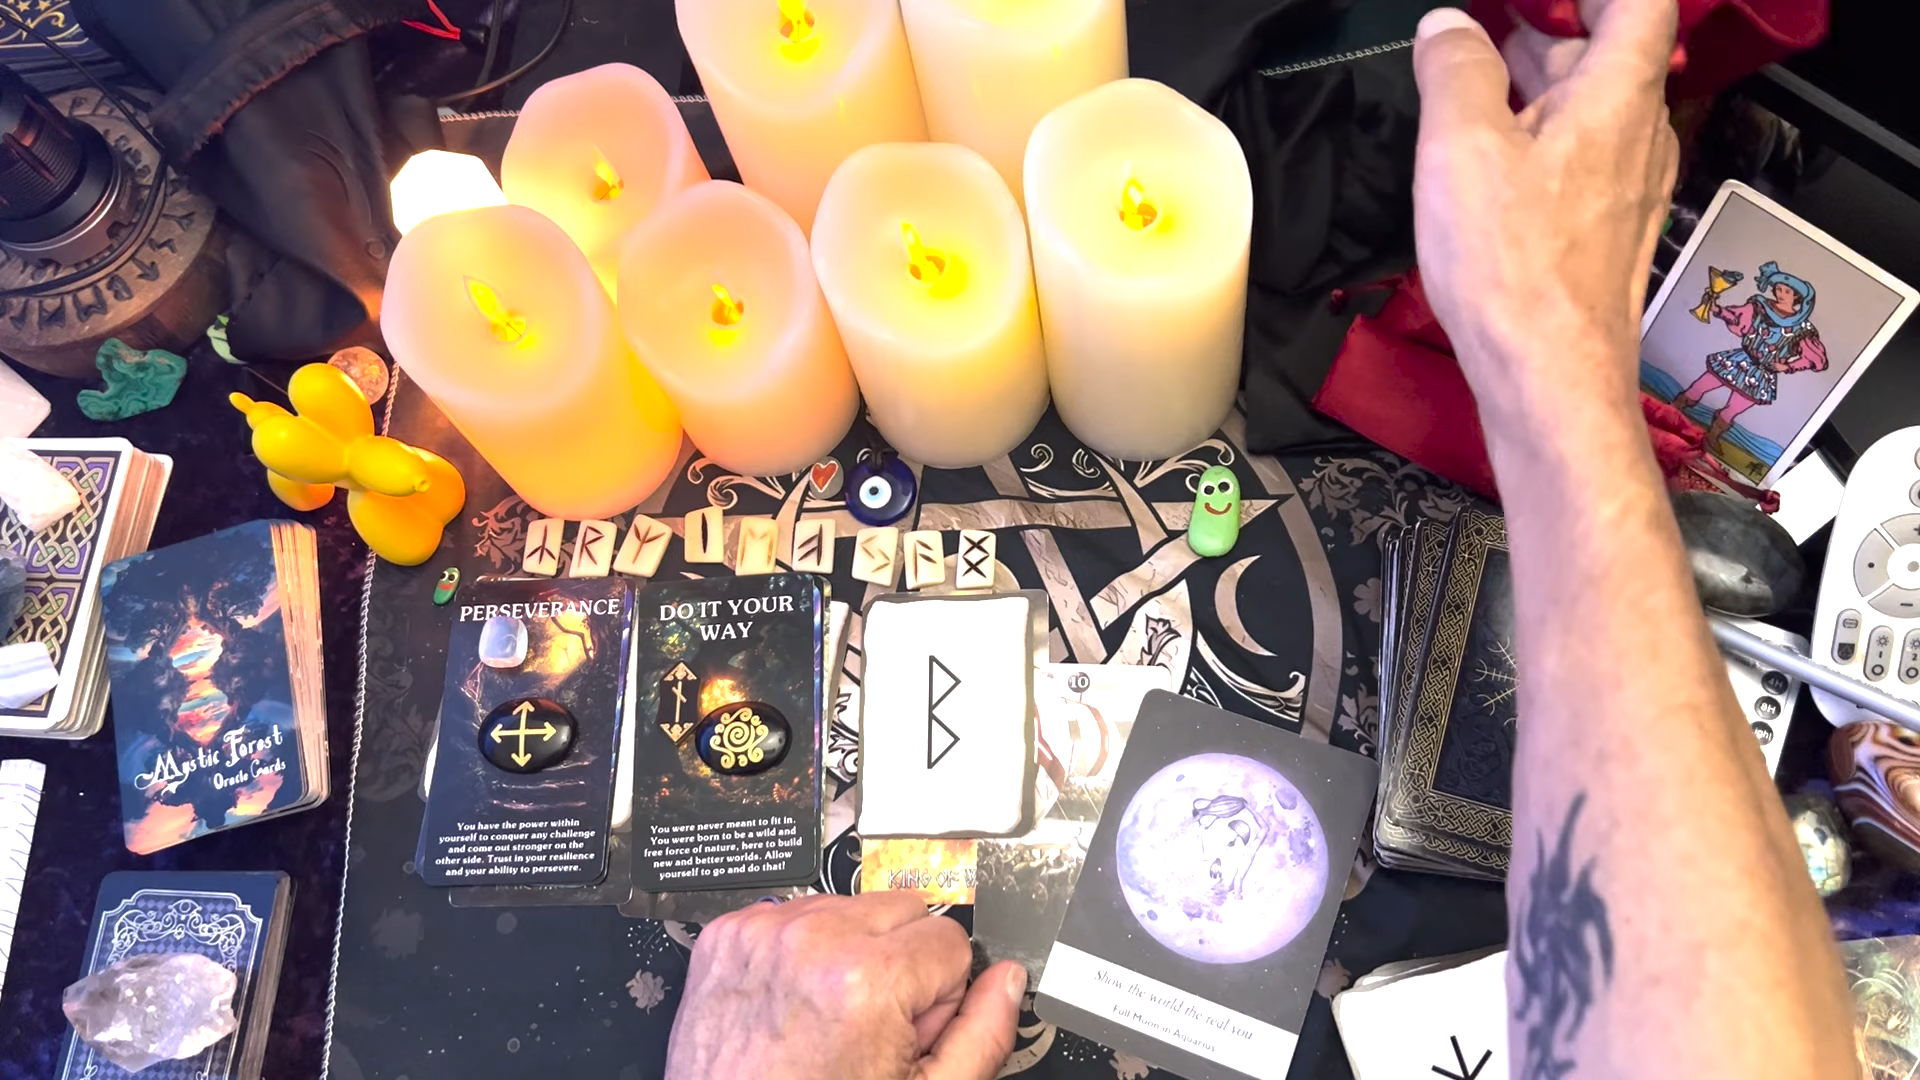 PERSEVERANCE
You have the power within
yourself to conquer any challenge
and come out stronger on the
other side. Trust in your resilience
and your ability to persevere.
DO IT YOUR
WAY
You were never meant to fit in.
You were born to be a wild and
free force of nature, here to build
new and better worlds. Allow
yourself to go and do that!
ᛒ
10
KING OF
Show the world the real you
Full Moon in Aquarius
Mystic Forest
Oracle Cards
4H
8H